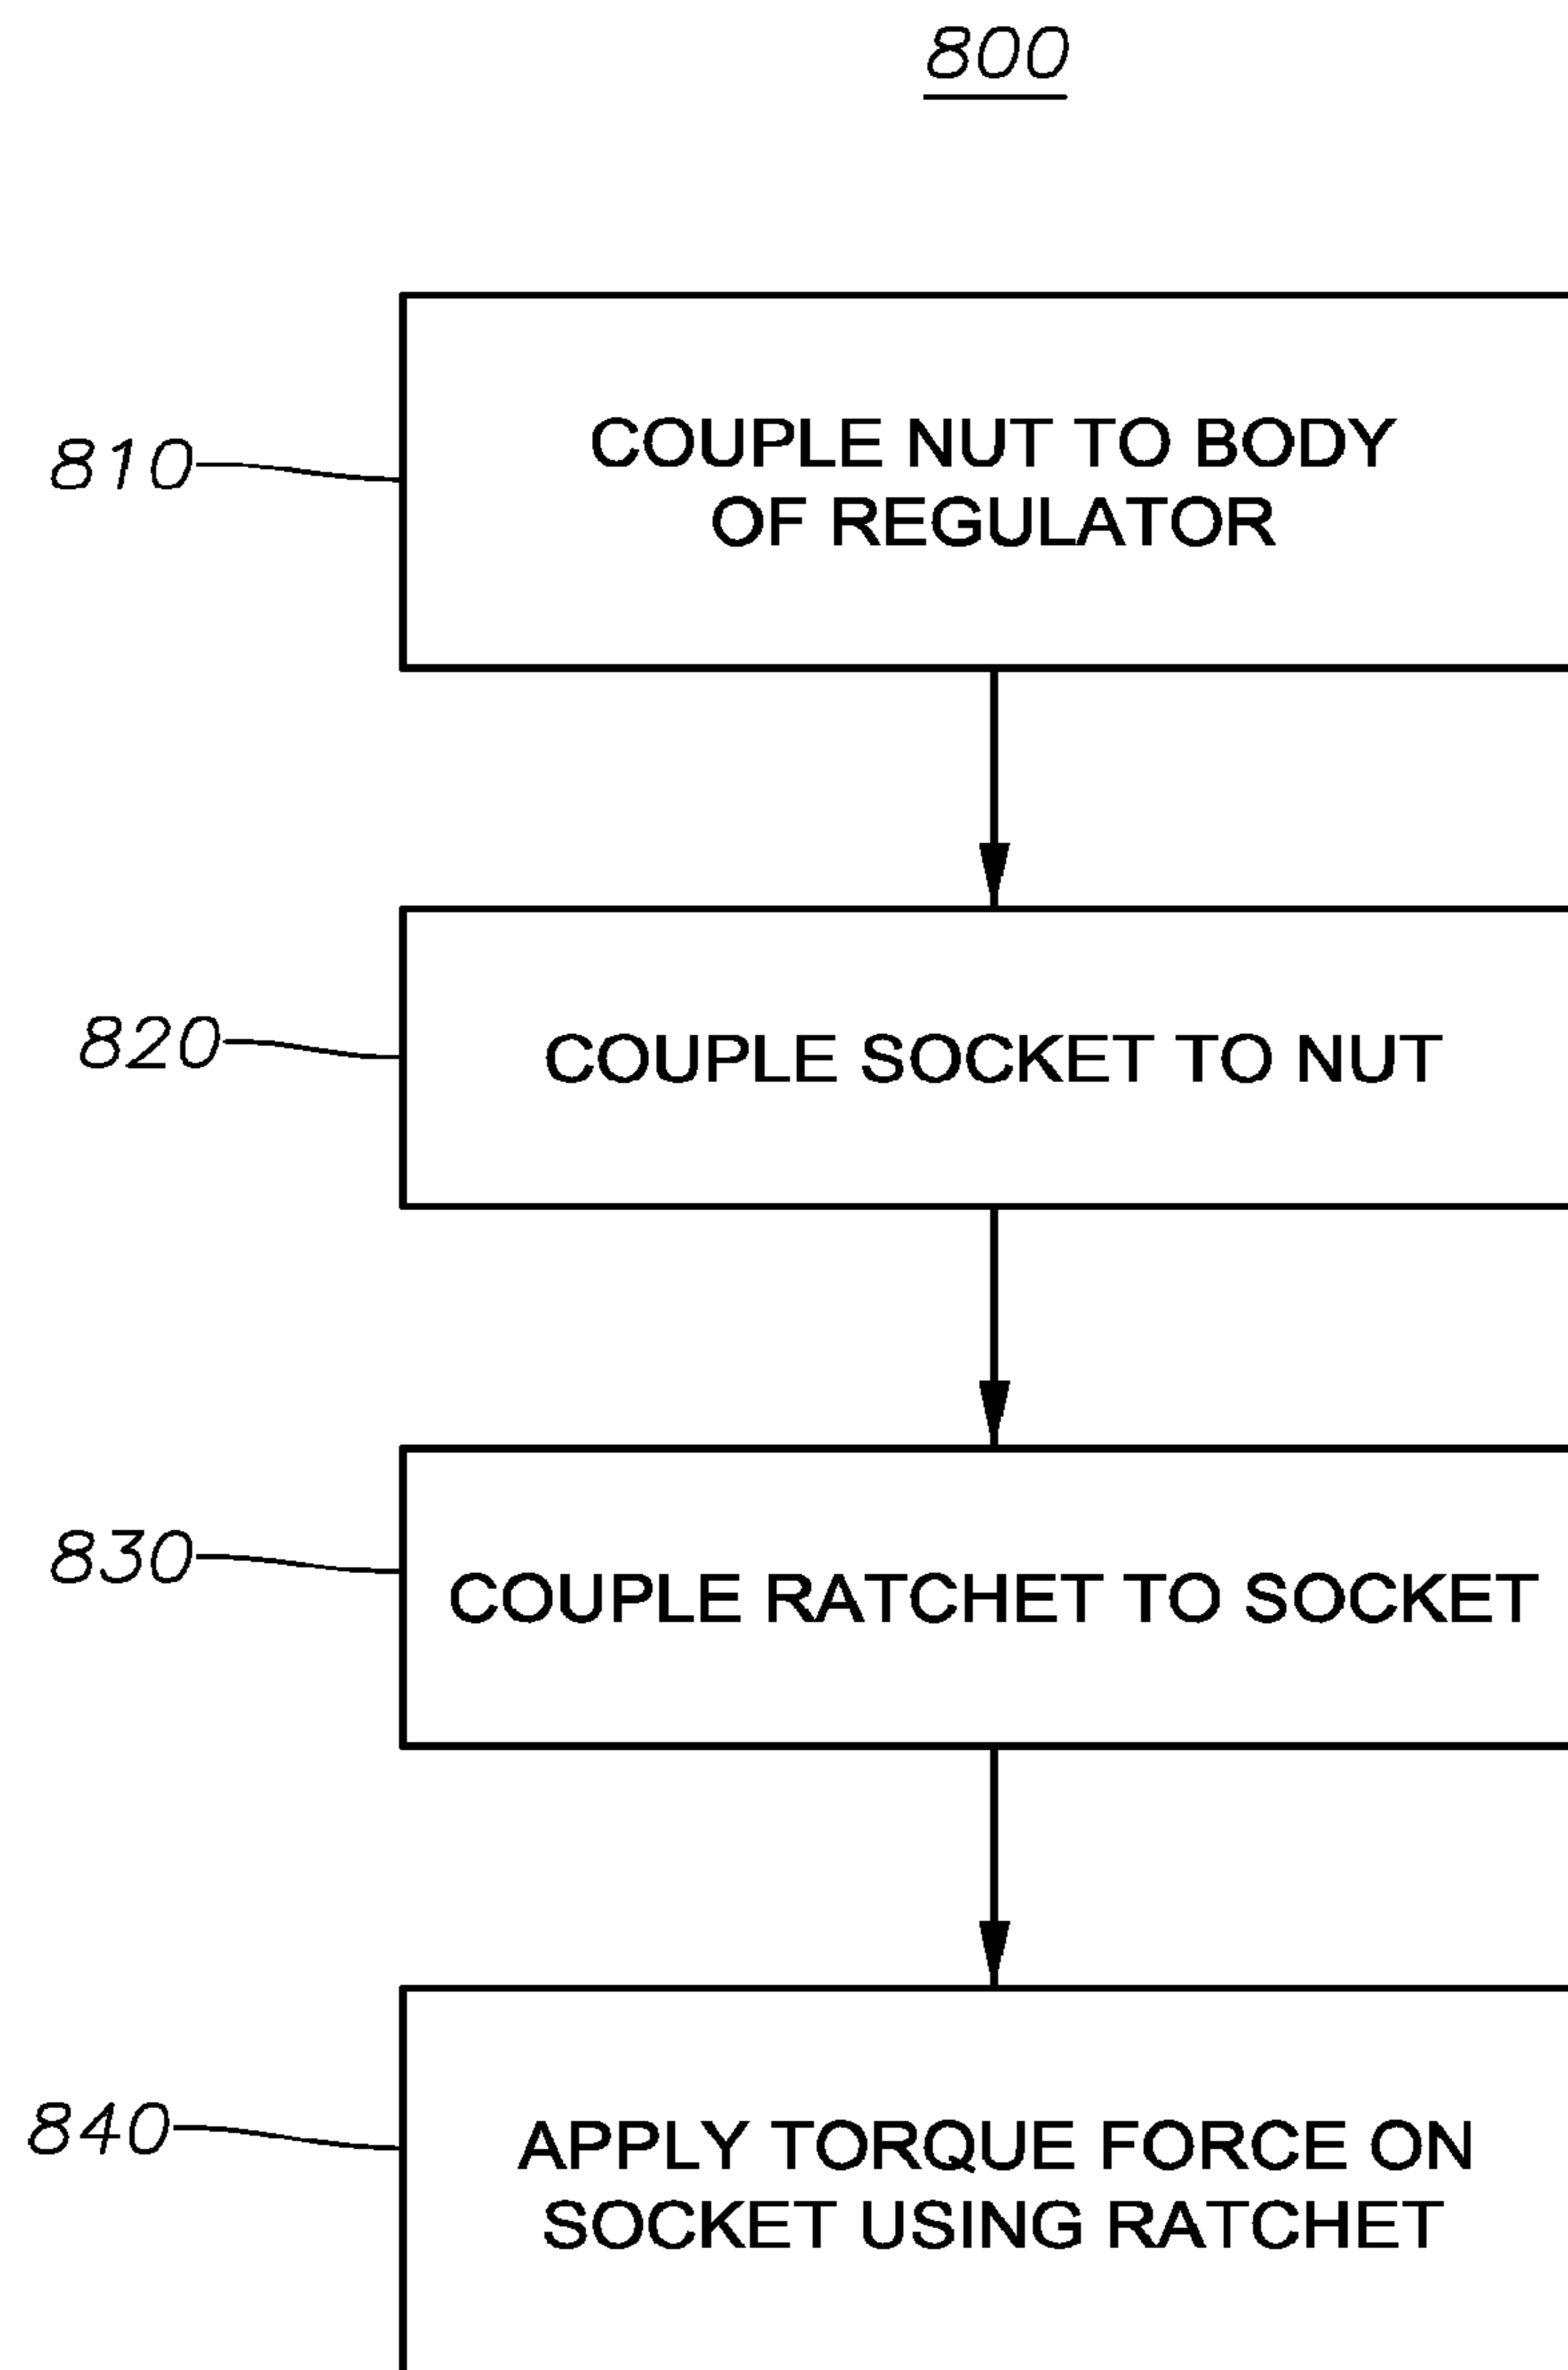 800
810
COUPLE NUT TO BODY
OF REGULATOR
820
COUPLE SOCKET TO NUT
830
COUPLE RATCHET TO SOCKET
840
APPLY TORQUE FORCE ON
SOCKET USING RATCHET